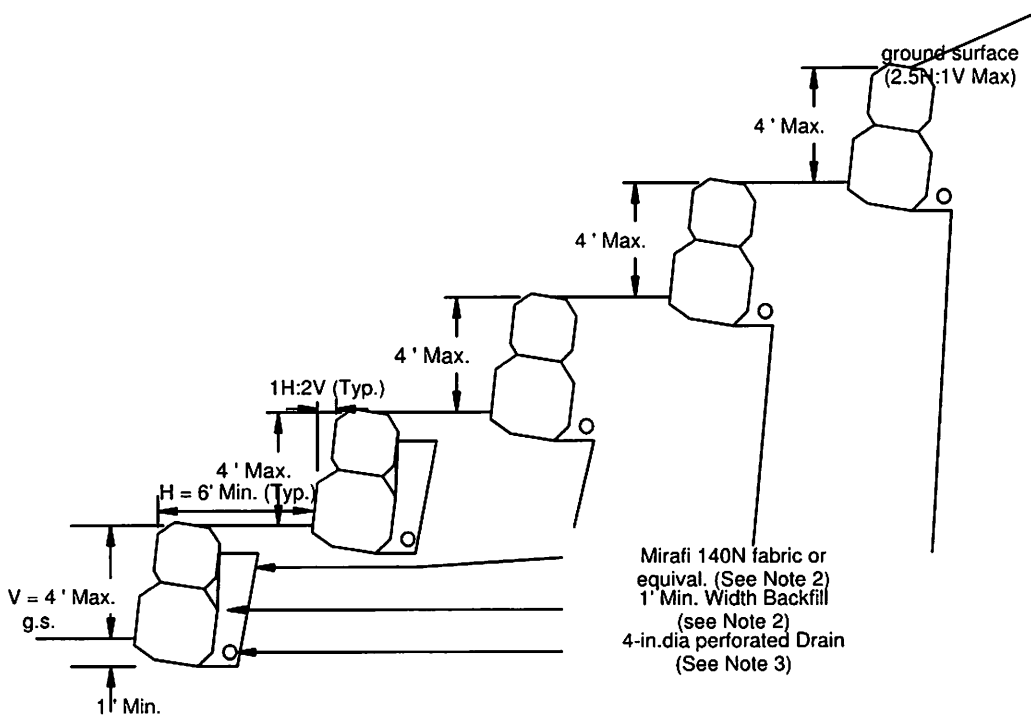 ground surface
(2.5H:1V Max)
4 ' Max.
4 ' Max.
4 ' Max.
1H:2V (Typ.)
4 ' Max.
H = 6' Min. (Typ.)
V = 4' Max.
g.s.
1 ' Min.
Mirafi 140N fabric or
equival. (See Note 2)
1' Min. Width Backfill
(see Note 2)
4-in.dia perforated Drain
(See Note 3)